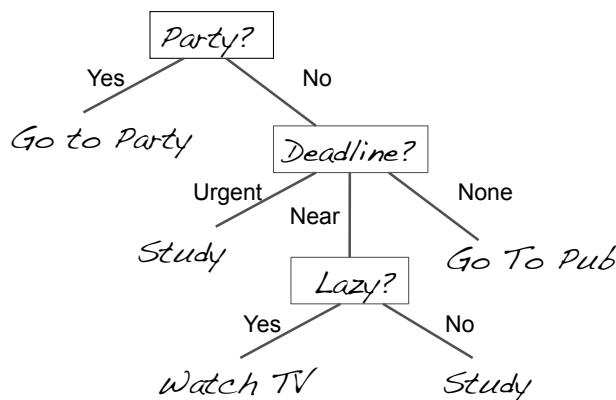 Party?
Yes
No
Go to Party
Deadline?
Urgent
Near
None
Study
Go To Pub
Lazy?
Yes
No
Watch TV
Study